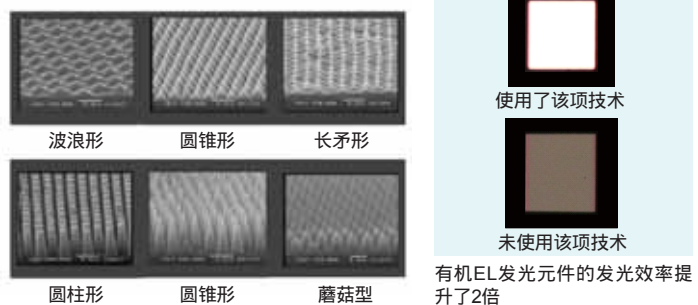 波浪形
圆锥形
长矛形
圆柱形
圆锥形
蘑菇型
使用了该项技术
未使用该项技术
有机EL发光元件的发光效率提
升了2倍